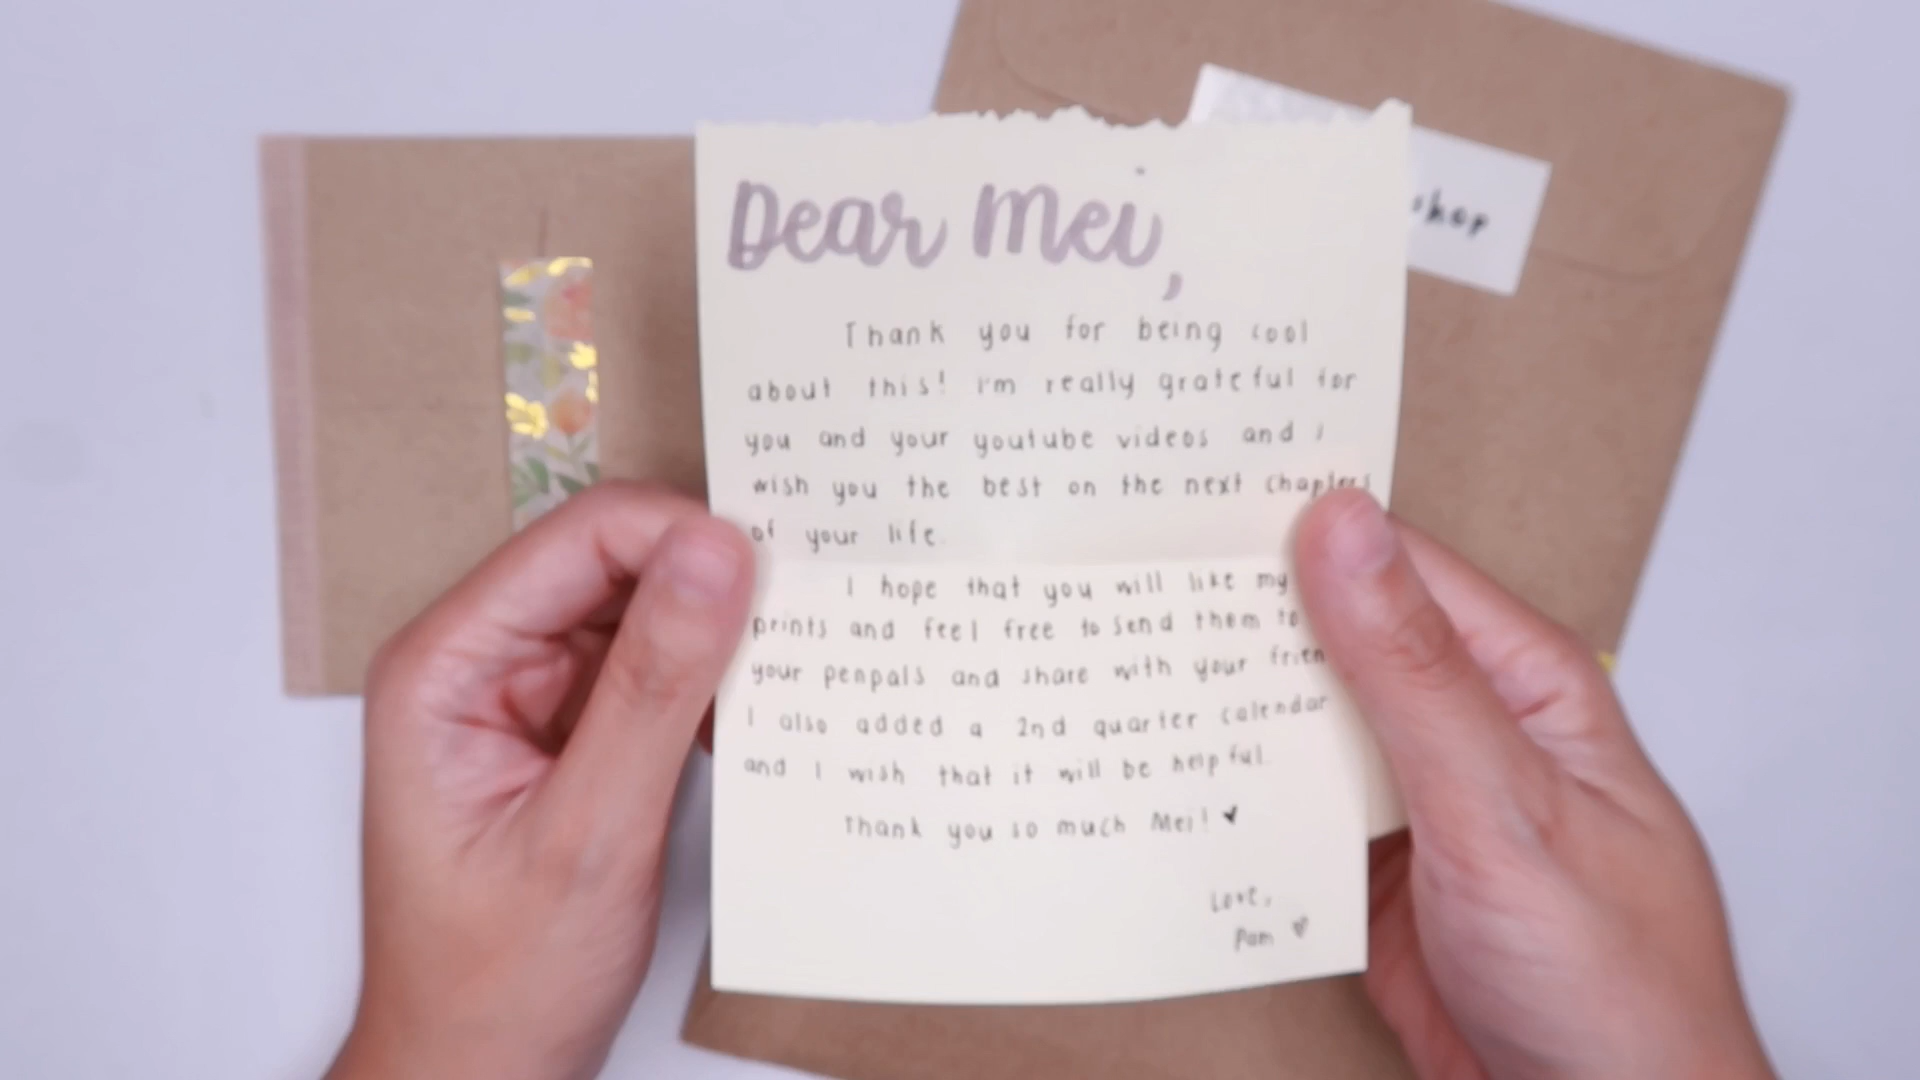 Dear Mei,
Thank you for being cool
about this! i'm really grateful for
you and your youtube videos and i
wish you the best on the next chapters
of your life.
I hope that you will like my
prints and feel free to send them to
your penpals and share with your frien
I also added a 2nd quarter calendar
and I wish that it will be helpful.
Thank you so much Mei! ♥
Love,
Pam ♥
shop